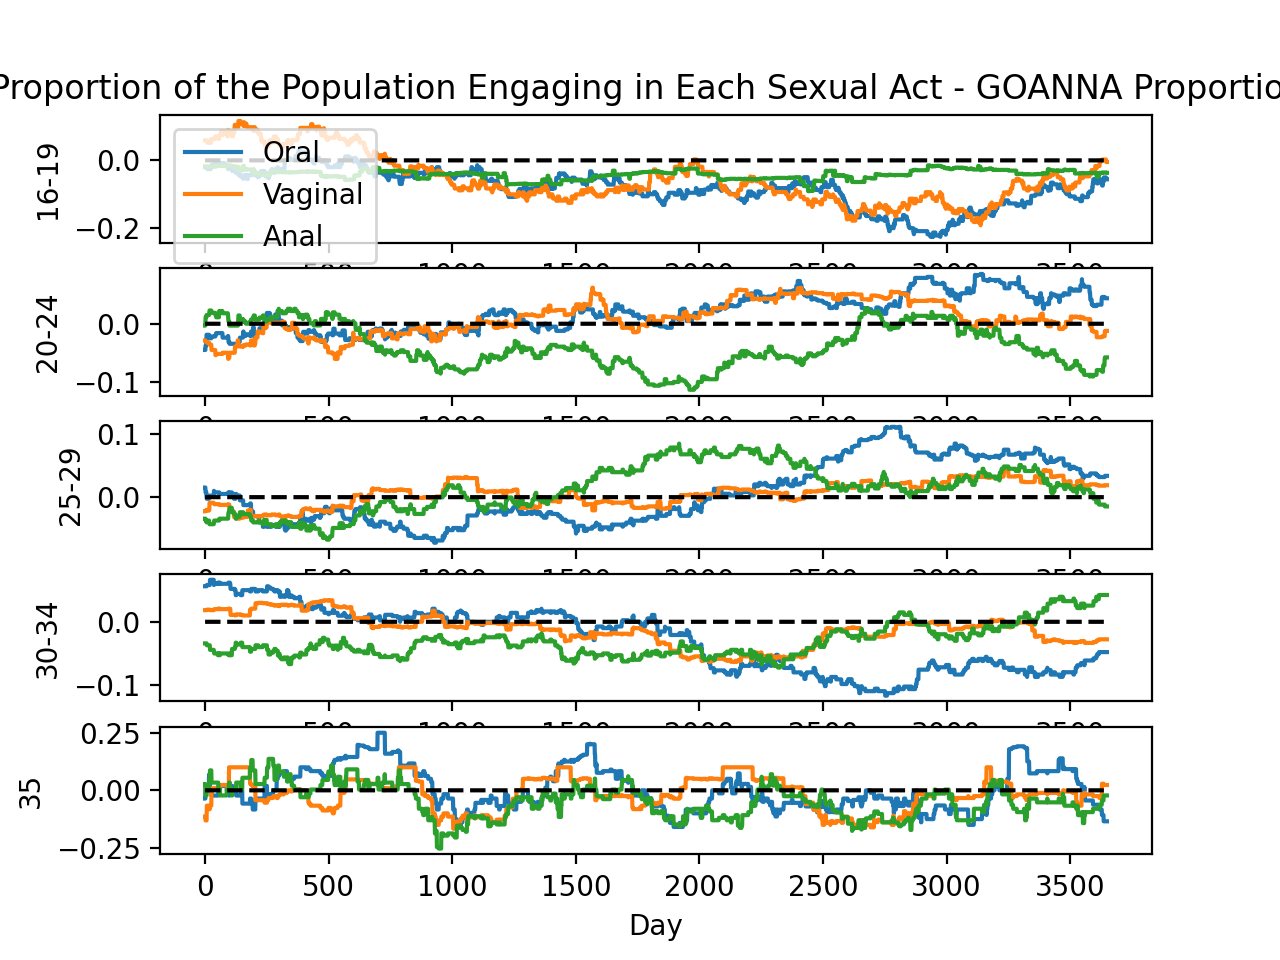 Proportion of the Population Engaging in Each Sexual Act - GOANNA Proportio
16-19
0.0
−0.2
Oral
Vaginal
Anal
20-24
0.0
−0.1
25-29
0.1
0.0
30-34
0.0
−0.1
35
0.25
0.00
−0.25
0 500 1000 1500 2000 2500 3000 3500
Day